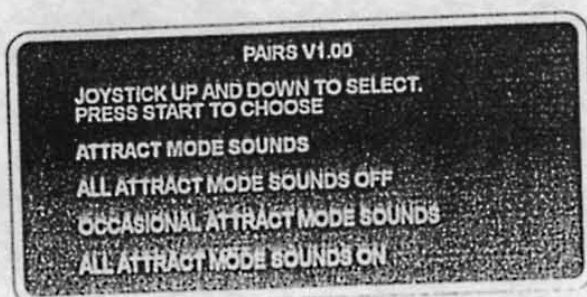 PAIRS V1.00
JOYSTICK UP AND DOWN TO SELECT.
PRESS START TO CHOOSE
ATTRACT MODE SOUNDS
ALL ATTRACT MODE SOUNDS OFF
OCCASIONAL ATTRACT MODE SOUNDS
ALL ATTRACT MODE SOUNDS ON